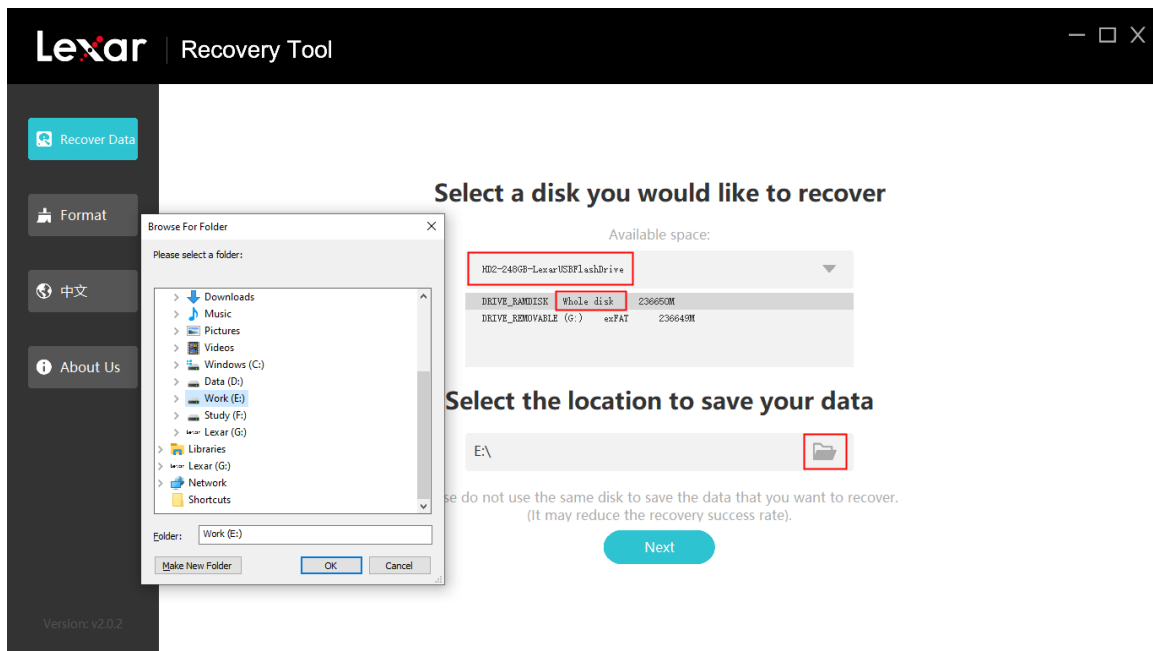 Lexar Recovery Tool
Recover Data
Format
中文
About Us
Version: v2.0.2
Browse For Folder
Please select a folder:
Downloads
Music
Pictures
Videos
Windows (C:)
Data (D:)
Work (E:)
Study (F:)
Lexar (G:)
Libraries
Lexar (G:)
Network
Shortcuts
Folder: Work (E:)
Make New Folder OK Cancel
Select a disk you would like to recover
Available space:
HD2-248GB-LexarUSBFlashDrive
DRIVE_RAMDISK Whole disk 236650M
DRIVE_REMOVABLE (G:) exFAT 236649M
Select the location to save your data
E:\
se do not use the same disk to save the data that you want to recover.
(It may reduce the recovery success rate).
Next